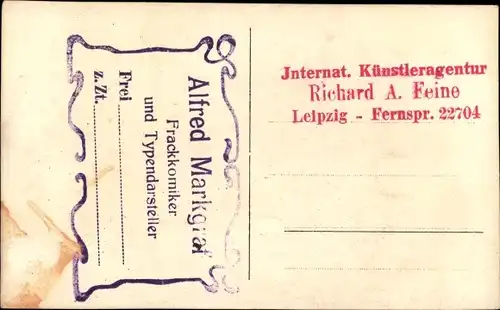 Alfred Markgraf
Frackkomiker
und Typendarsteller
Frei
z. Zt.
Jnternat. Künstleragentur
Richard A. Feine
Leipzig - Fernspr. 22704